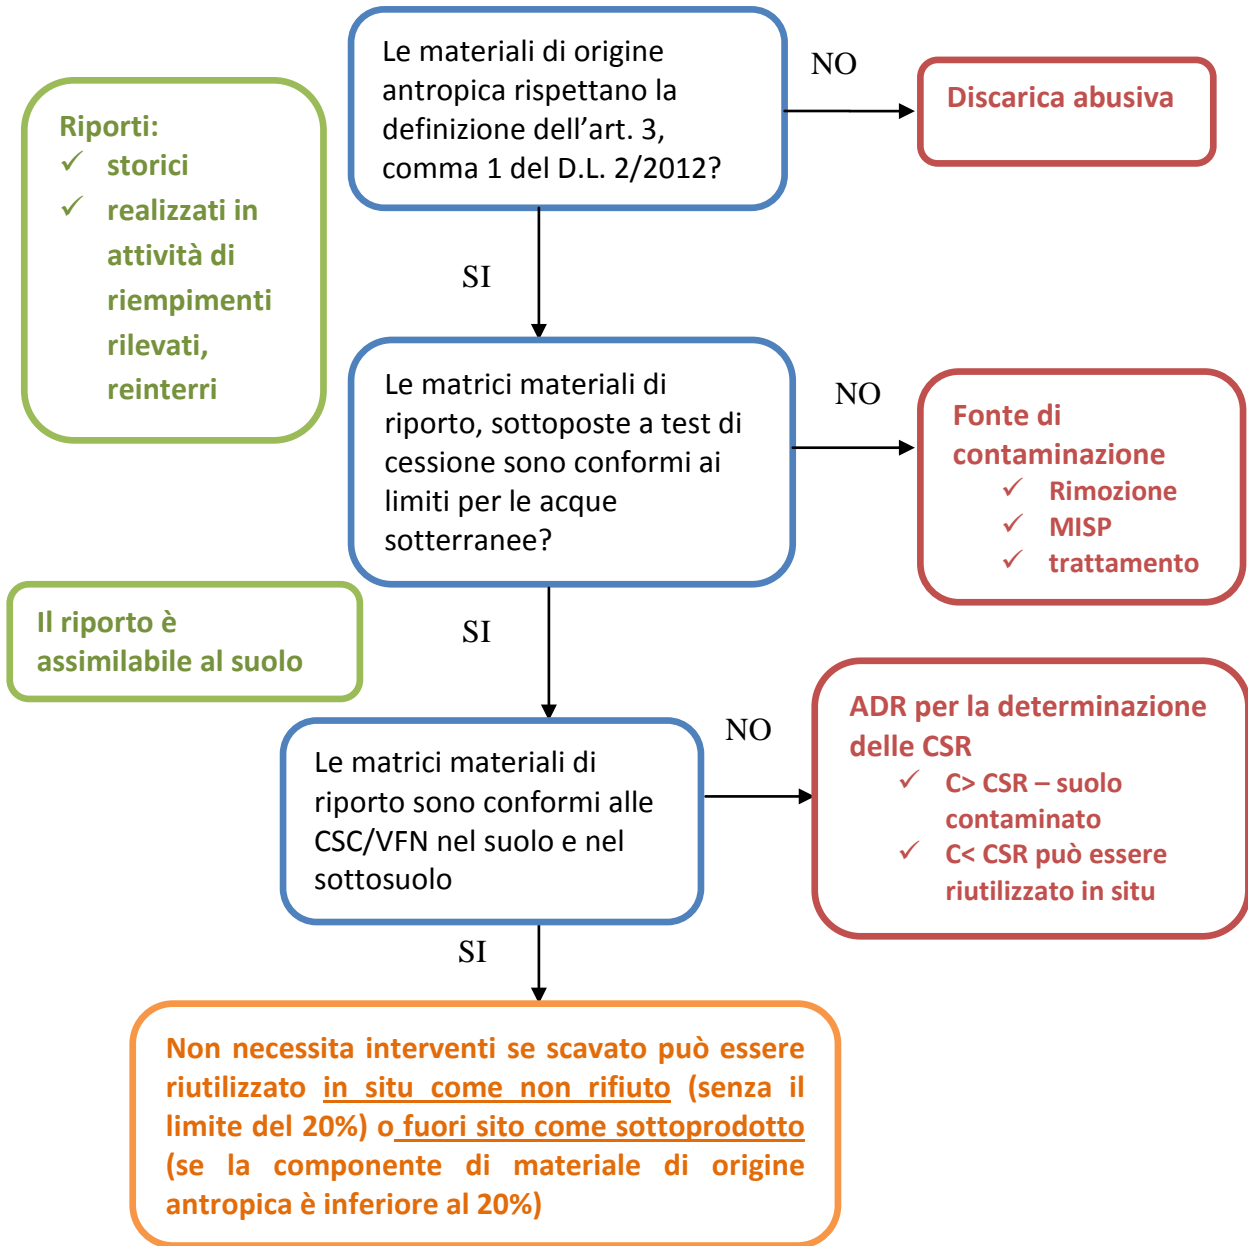 Le materiali di origine
antropica rispettano la
definizione dell'art. 3,
comma 1 del D.L. 2/2012?
NO
Discarica abusiva
Riporti:
✓ storici
✓ realizzati in
attività di
riempimenti
rilevati,
reinterri
SI
Le matrici materiali di
riporto, sottoposte a test di
cessione sono conformi ai
limiti per le acque
sotterranee?
NO
Fonte di
contaminazione
✓ Rimozione
✓ MISP
✓ trattamento
Il riporto è
assimilabile al suolo
SI
Le matrici materiali di
riporto sono conformi alle
CSC/VFN nel suolo e nel
sottosuolo
NO
ADR per la determinazione
delle CSR
✓ C> CSR – suolo
contaminato
✓ C< CSR può essere
riutilizzato in situ
SI
Non necessita interventi se scavato può essere
riutilizzato in situ come non rifiuto (senza il
limite del 20%) o fuori sito come sottoprodotto
(se la componente di materiale di origine
antropica è inferiore al 20%)